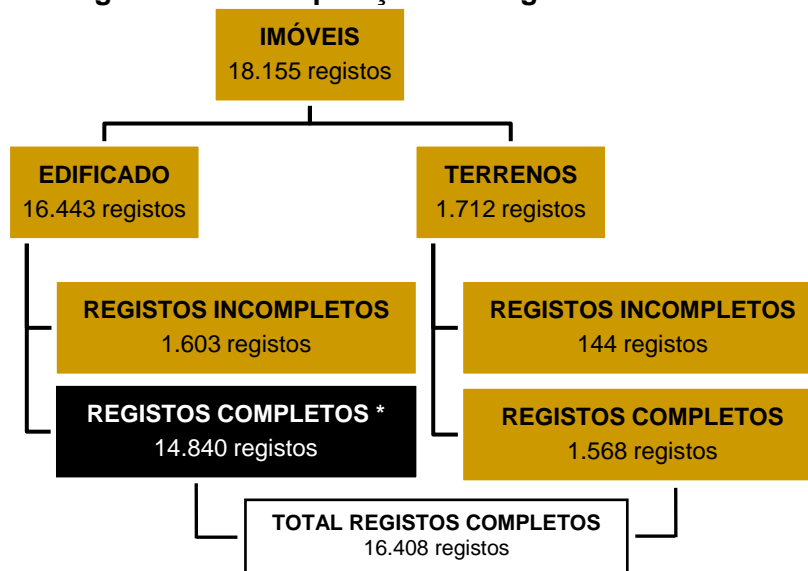 IMÓVEIS
18.155 registos
EDIFICADO
16.443 registos
TERRENOS
1.712 registos
REGISTOS INCOMPLETOS
1.603 registos
REGISTOS INCOMPLETOS
144 registos
REGISTOS COMPLETOS *
14.840 registos
REGISTOS COMPLETOS
1.568 registos
TOTAL REGISTOS COMPLETOS
16.408 registos